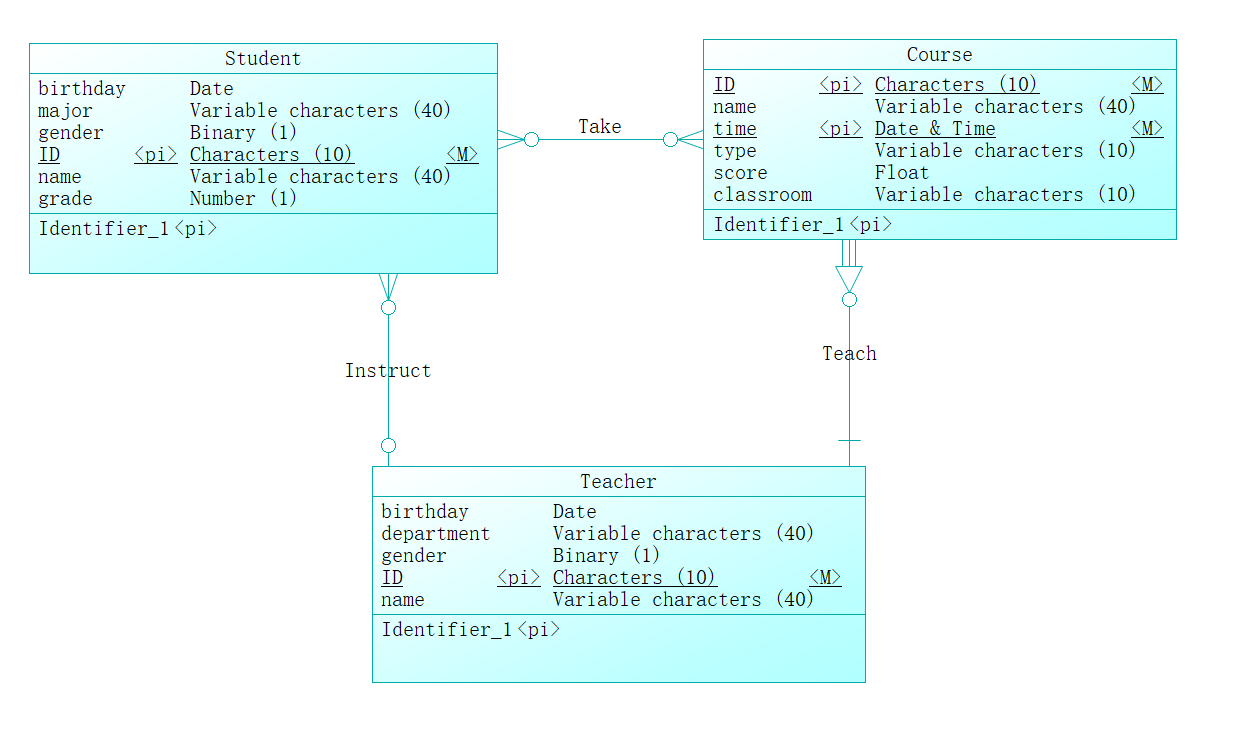 Student
birthday Date
major Variable characters (40)
gender Binary (1)
ID <pi> Characters (10) <M>
name Variable characters (40)
grade Number (1)
Identifier_1 <pi>
Take
Course
ID <pi> Characters (10) <M>
name Variable characters (40)
time <pi> Date & Time <M>
type Variable characters (10)
score Float
classroom Variable characters (10)
Identifier_1 <pi>
Instruct
Teach
Teacher
birthday Date
department Variable characters (40)
gender Binary (1)
ID <pi> Characters (10) <M>
name Variable characters (40)
Identifier_1 <pi>